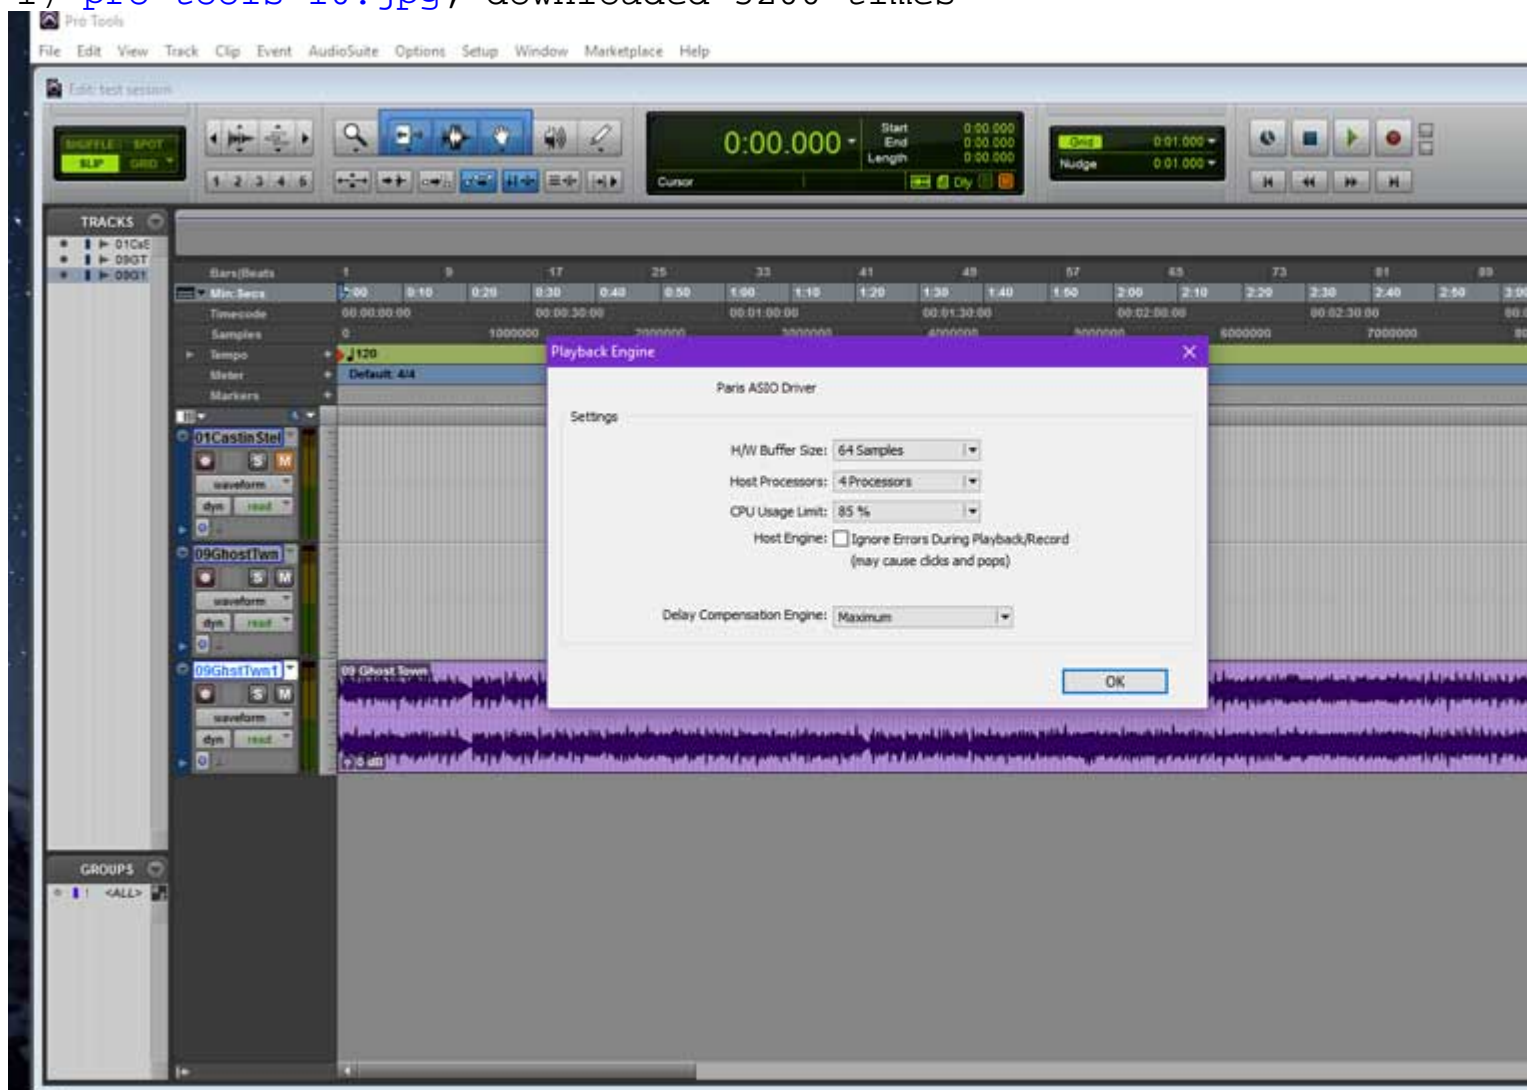 Pro Tools
File Edit View Track Clip Event AudioSuite Options Setup Window Marketplace Help
Edit: test session
SHUFFLE SPOT
SLIP GRID
1 2 3 4 5
0:00.000
Start 0:00.000
End 0:00.000
Length 0:00.000
Cursor
Dly
Grid 0:01.000
Nudge 0:01.000
TRACKS
01CsS
09GT
09G1
Bars|Beats 1 9 17 25 33 41 49 57 65 73 81 89
Min:Secs 0:00 0:10 0:20 0:30 0:40 0:50 1:00 1:10 1:20 1:30 1:40 1:50 2:00 2:10 2:20 2:30 2:40 2:50
Timecode 00:00:00:00 00:00:30:00 00:01:00:00 00:01:30:00 00:02:00:00 00:02:30:00
Samples 0 1000000 2000000 3000000 4000000 5000000 6000000 7000000
Tempo 120
Meter Default: 4/4
Markers
Playback Engine
Paris ASIO Driver
Settings
H/W Buffer Size: 64 Samples
Host Processors: 4 Processors
CPU Usage Limit: 85 %
Host Engine: Ignore Errors During Playback/Record
(may cause clicks and pops)
Delay Compensation Engine: Maximum
OK
01CastinStel
S M
waveform
dyn read
09GhostTwn
S M
waveform
dyn read
09GhstTwn1
S M
waveform
dyn read
09 Ghost Town
0 dB
GROUPS
! <ALL>